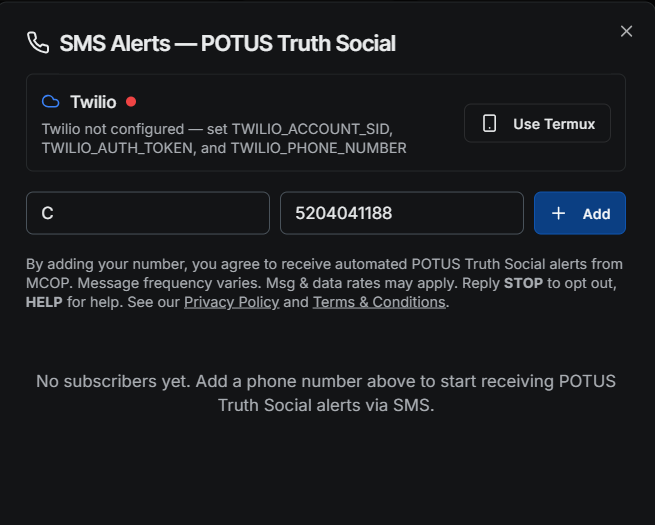 SMS Alerts — POTUS Truth Social
Twilio
Twilio not configured — set TWILIO_ACCOUNT_SID,
TWILIO_AUTH_TOKEN, and TWILIO_PHONE_NUMBER
Use Termux
C
5204041188
Add
By adding your number, you agree to receive automated POTUS Truth Social alerts from
MCOP. Message frequency varies. Msg & data rates may apply. Reply STOP to opt out,
HELP for help. See our Privacy Policy and Terms & Conditions.
No subscribers yet. Add a phone number above to start receiving POTUS
Truth Social alerts via SMS.